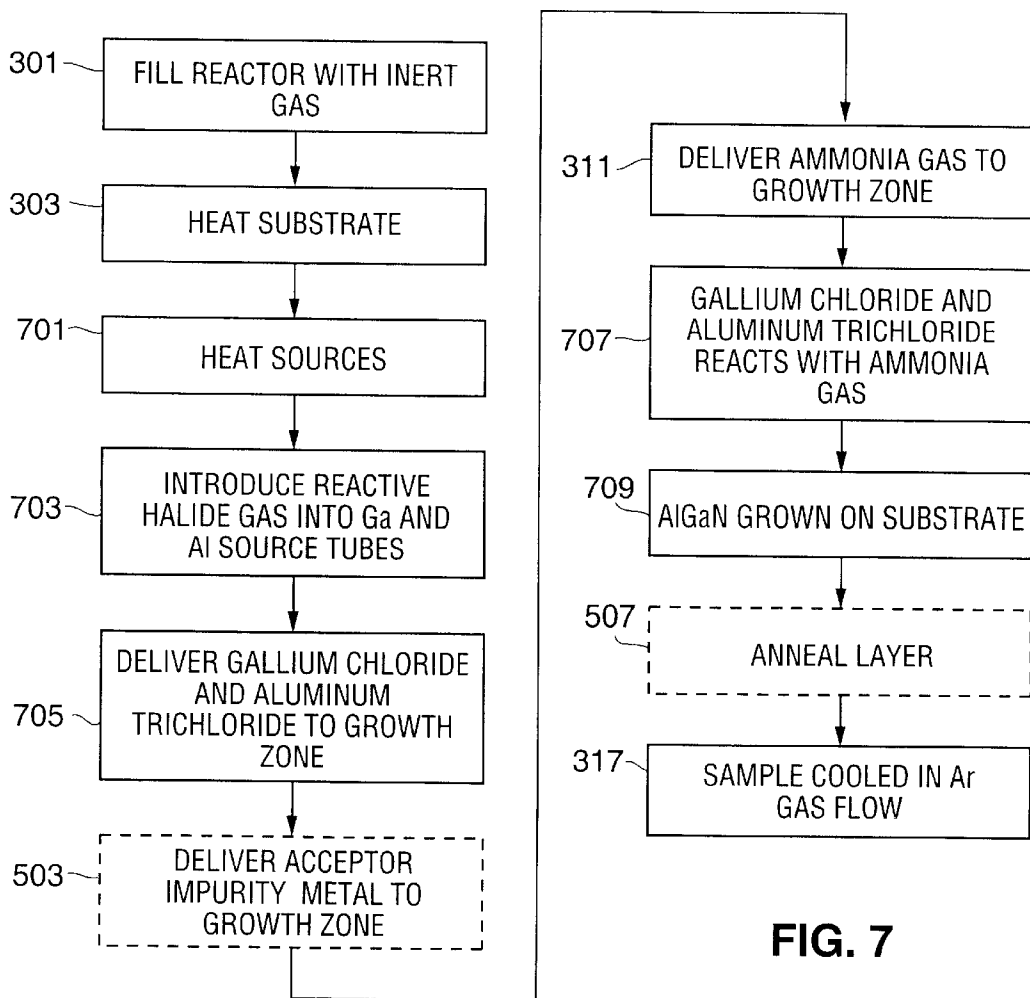 301
FILL REACTOR WITH INERT
GAS
303
HEAT SUBSTRATE
701
HEAT SOURCES
703
INTRODUCE REACTIVE
HALIDE GAS INTO Ga AND
Al SOURCE TUBES
705
DELIVER GALLIUM CHLORIDE
AND ALUMINUM
TRICHLORIDE TO GROWTH
ZONE
503
DELIVER ACCEPTOR
IMPURITY METAL TO
GROWTH ZONE
311
DELIVER AMMONIA GAS TO
GROWTH ZONE
707
GALLIUM CHLORIDE AND
ALUMINUM TRICHLORIDE
REACTS WITH AMMONIA
GAS
709
AlGaN GROWN ON SUBSTRATE
507
ANNEAL LAYER
317
SAMPLE COOLED IN Ar
GAS FLOW
FIG. 7